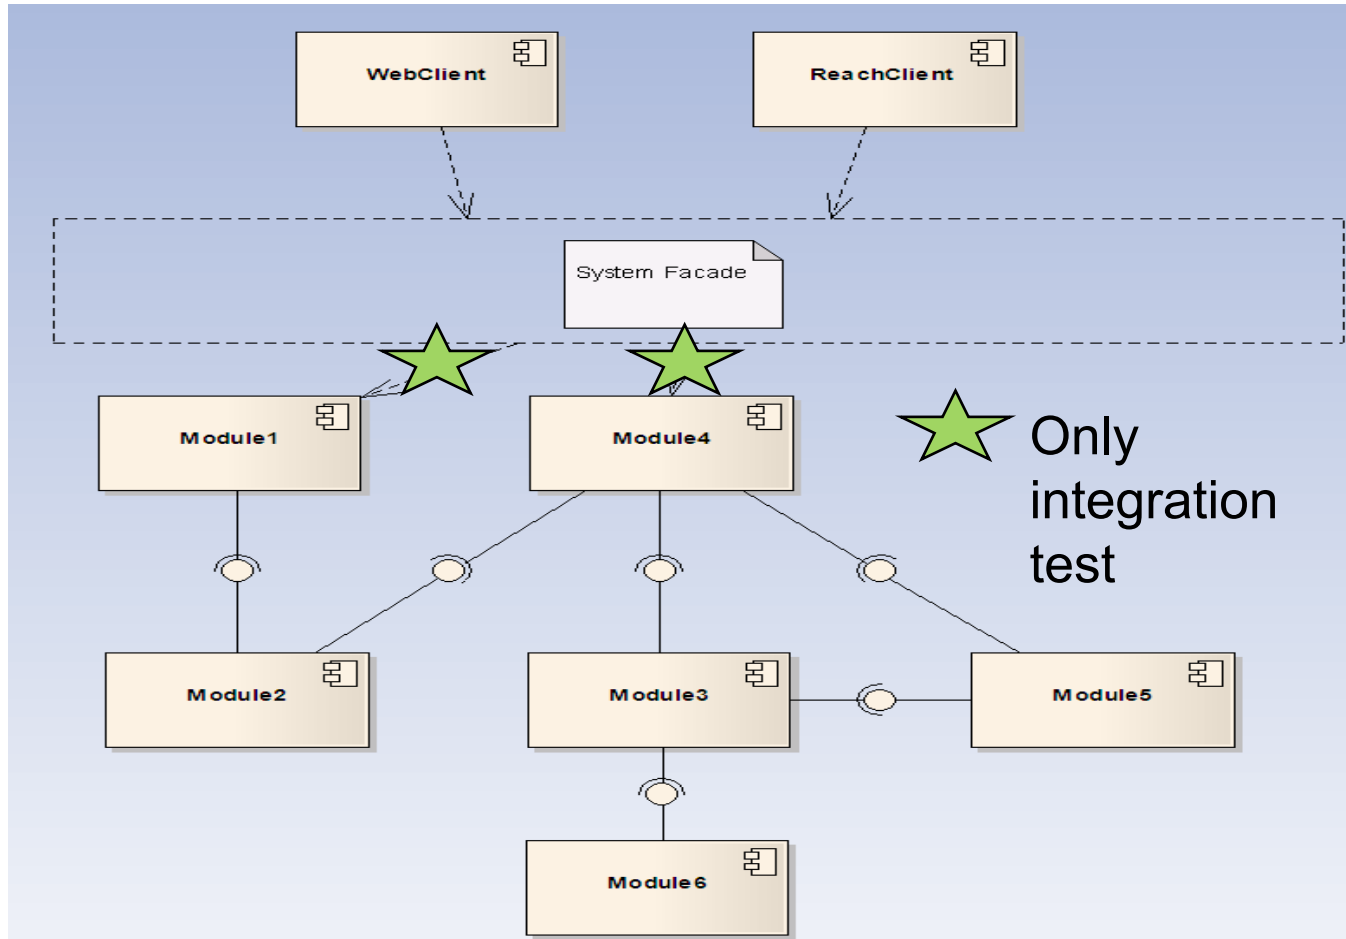 WebClient
ReachClient
System Facade
Module1
Module4
Only
integration
test
Module2
Module3
Module5
Module6